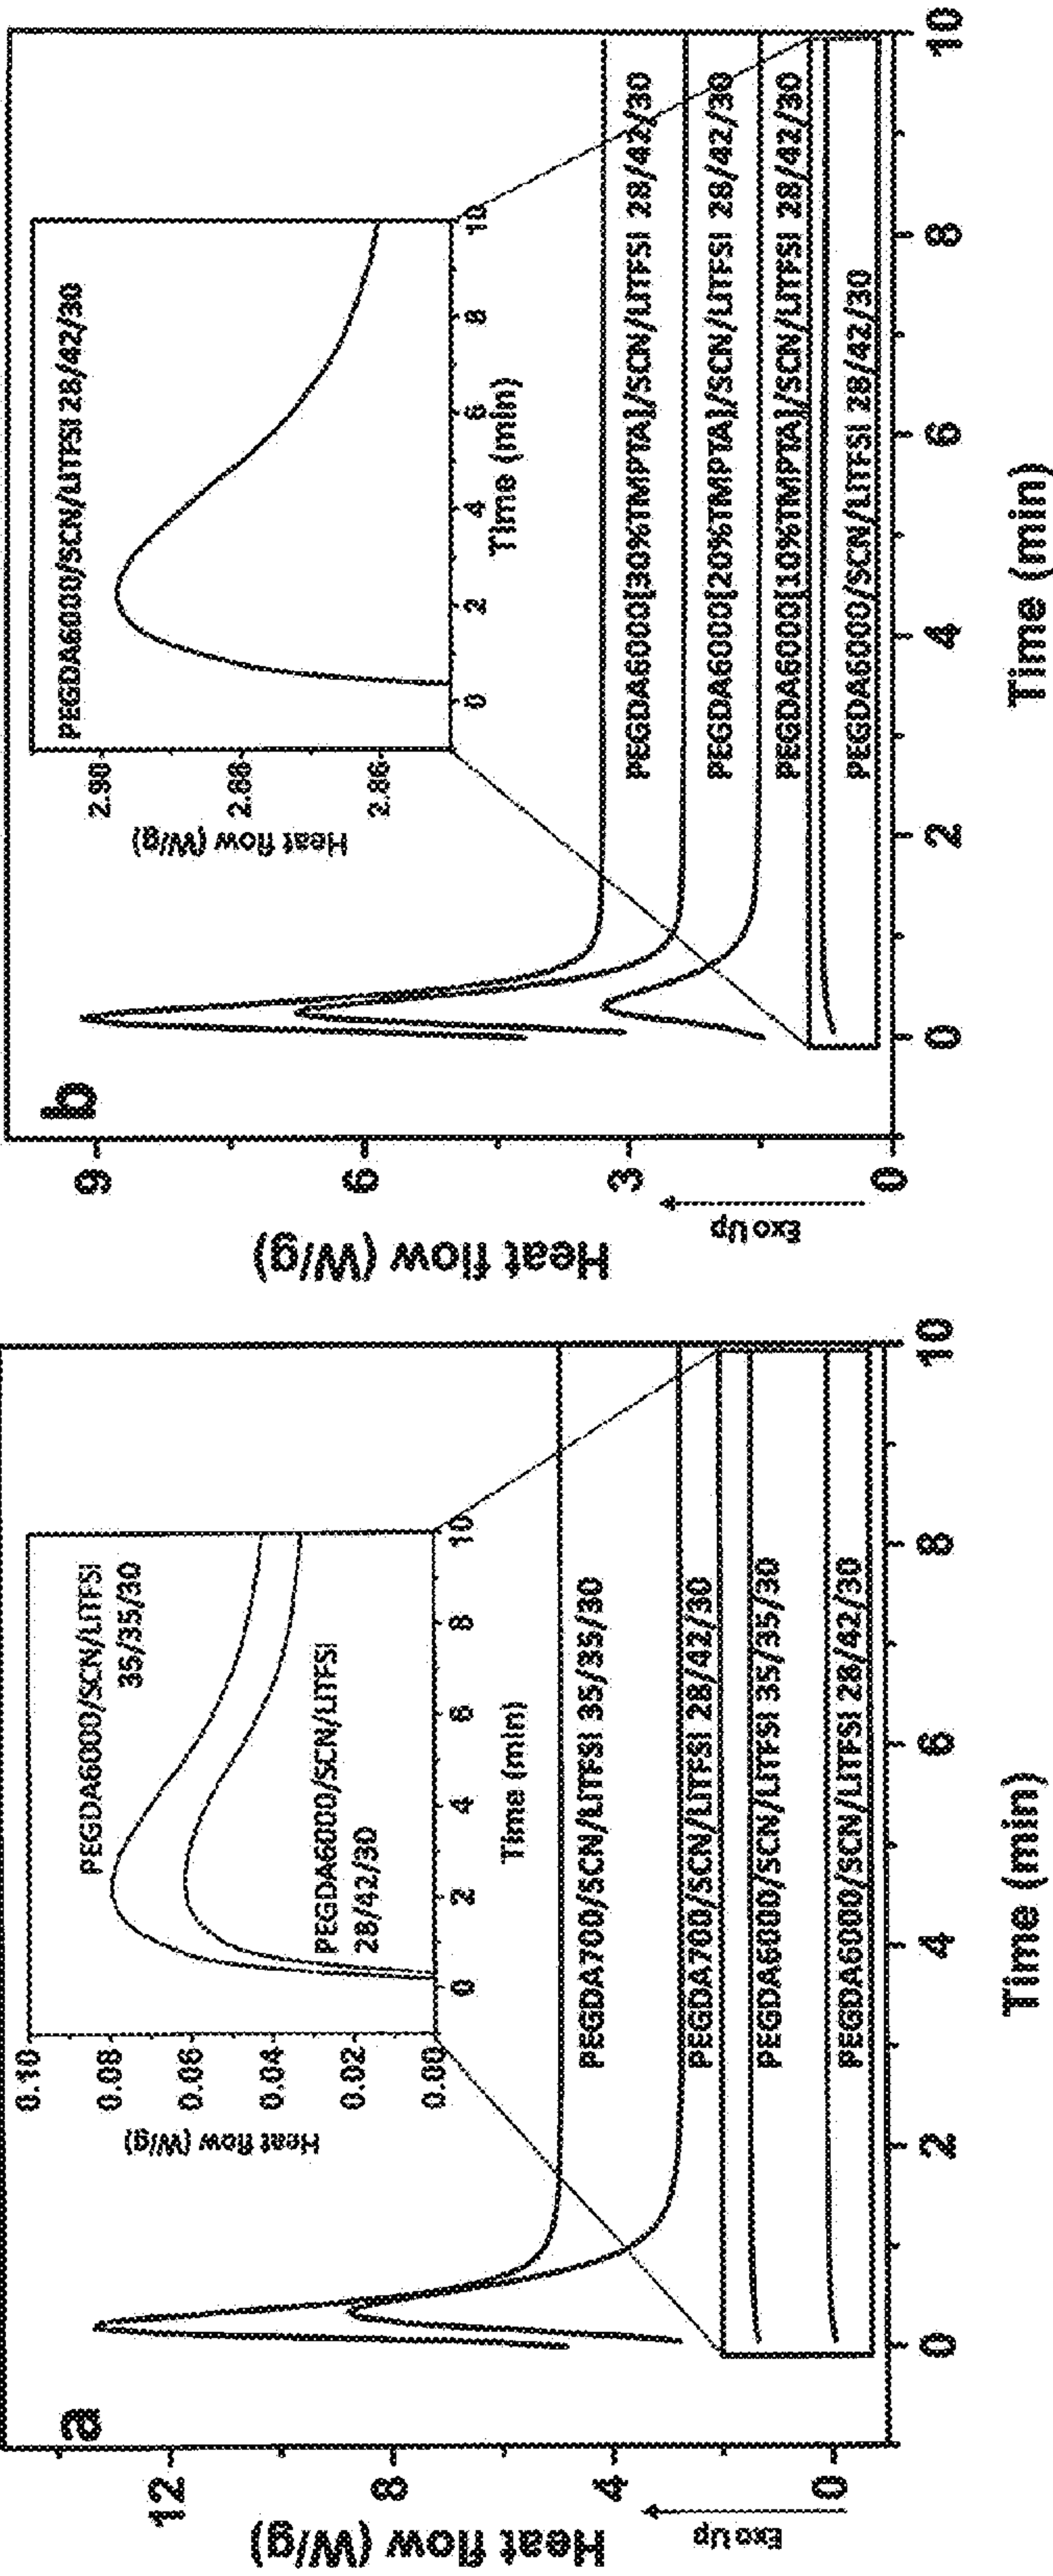 a
Heat flow (W/g)
Exo Up
12
8
4
0
0
2
4
6
8
10
Time (min)
PEGDA700/SCN/LITFSI 35/35/30
PEGDA700/SCN/LITFSI 28/42/30
PEGDA6000/SCN/LITFSI 35/35/30
PEGDA6000/SCN/LITFSI 28/42/30
Heat flow (W/g)
0.10
0.08
0.06
0.04
0.02
0.00
0
2
4
6
8
10
Time (min)
PEGDA6000/SCN/LITFSI
35/35/30
PEGDA6000/SCN/LITFSI
28/42/30
b
Heat flow (W/g)
Exo Up
9
6
3
0
0
2
4
6
8
10
Time (min)
PEGDA6000[30%TMPTA]/SCN/LITFSI 28/42/30
PEGDA6000[20%TMPTA]/SCN/LITFSI 28/42/30
PEGDA6000[10%TMPTA]/SCN/LITFSI 28/42/30
PEGDA6000/SCN/LITFSI 28/42/30
Heat flow (W/g)
2.90
2.88
2.86
0
2
4
6
8
10
Time (min)
PEGDA6000/SCN/LITFSI 28/42/30